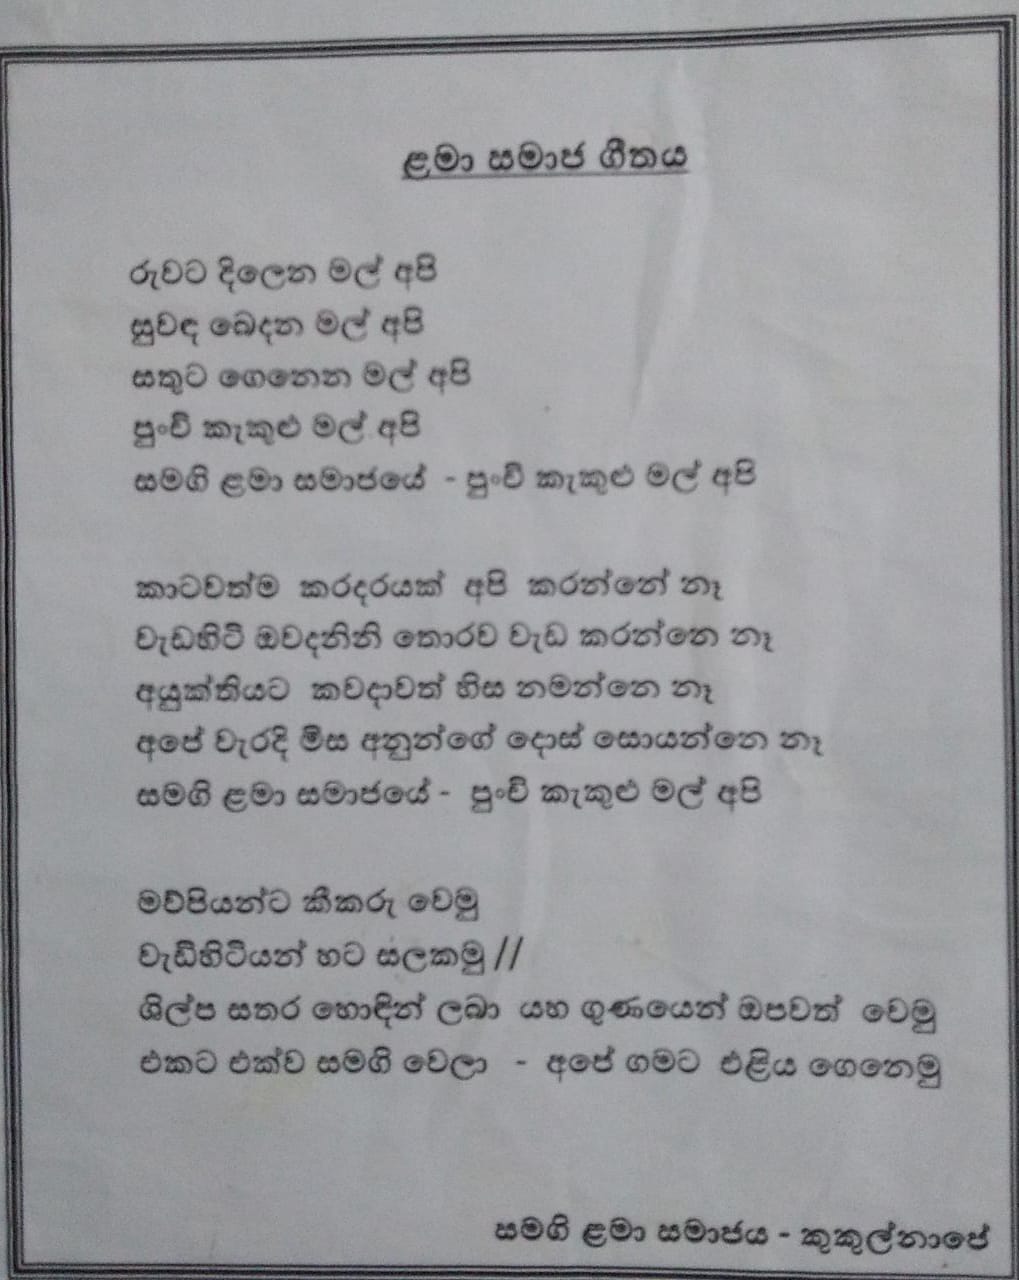 ළමා සමාජ ගීතය
රුවට දිලෙන මල් අපි
සුවඳ බෙදන මල් අපි
සතුට ගෙනෙන මල් අපි
පුංචි කැකුළු මල් අපි
සමගි ළමා සමාජයේ - පුංචි කැකුළු මල් අපි
කාටවත්ම කරදරයක් අපි කරන්නේ නෑ
වැඩහිටි ඔවදනිනි තොරව වැඩ කරන්නෙ නෑ
අයුක්තියට කවදාවත් හිස නමන්නෙ නෑ
අපේ වැරදි මිස අනුන්ගේ දොස් සොයන්නෙ නෑ
සමගි ළමා සමාජයේ - පුංචි කැකුළු මල් අපි
මව්පියන්ට කීකරු වෙමු
වැඩිහිටියන් හට සලකමු //
ශිල්ප සතර හොඳින් ලබා යහ ගුණයෙන් ඔපවත් වෙමු
එකට එක්ව සමගි වෙලා - අපේ ගමට එළිය ගෙනෙමු
සමගි ළමා සමාජය - කුකුල්නාපේ